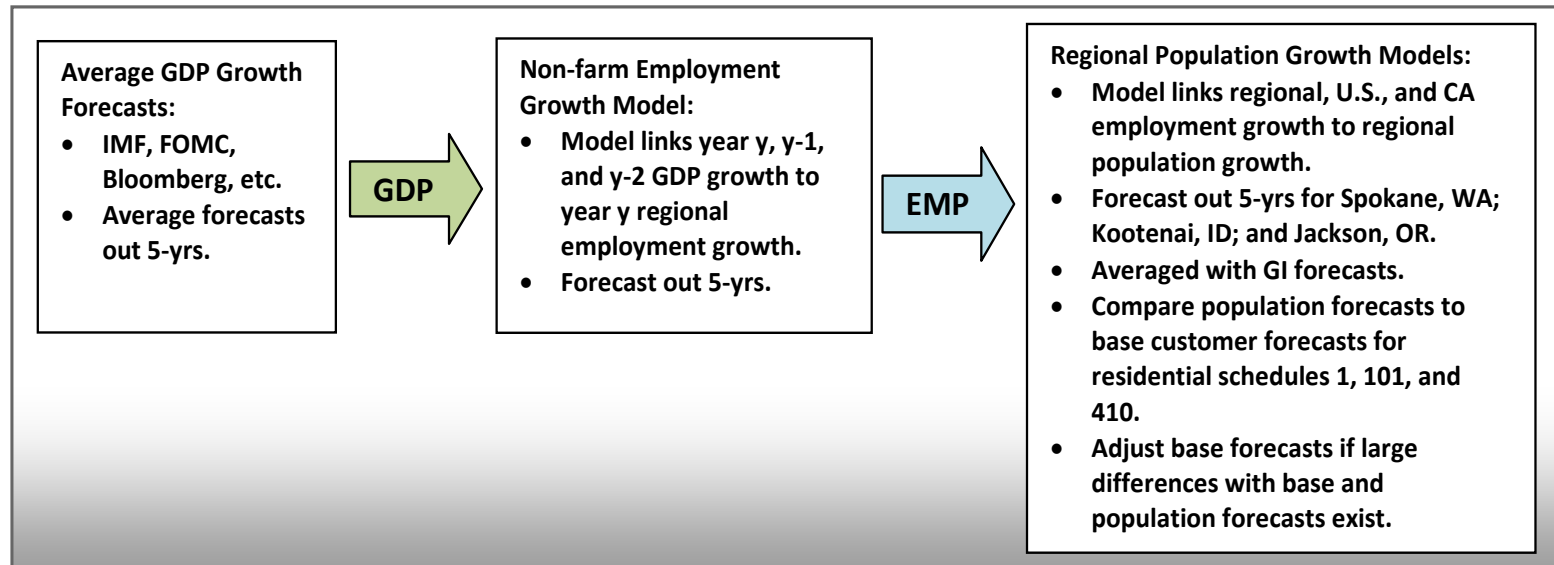 Average GDP Growth
Forecasts:
• IMF, FOMC,
Bloomberg, etc.
• Average forecasts
out 5-yrs.
GDP
Non-farm Employment
Growth Model:
• Model links year y, y-1,
and y-2 GDP growth to
year y regional
employment growth.
• Forecast out 5-yrs.
EMP
Regional Population Growth Models:
• Model links regional, U.S., and CA
employment growth to regional
population growth.
• Forecast out 5-yrs for Spokane, WA;
Kootenai, ID; and Jackson, OR.
• Averaged with GI forecasts.
• Compare population forecasts to
base customer forecasts for
residential schedules 1, 101, and
410.
• Adjust base forecasts if large
differences with base and
population forecasts exist.